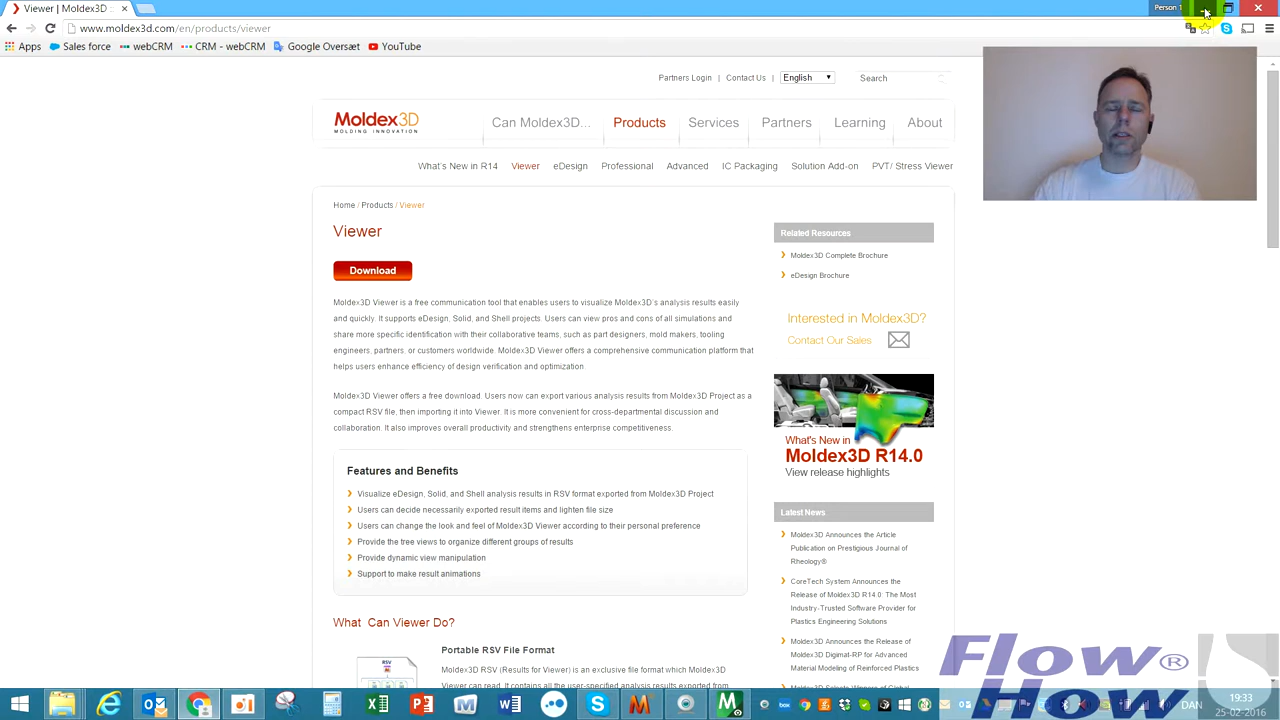 Viewer | Moldex3D ::
Person 1
www.moldex3d.com/en/products/viewer
Apps
Sales force
webCRM
CRM - webCRM
Google Oversæt
YouTube
Partners Login | Contact Us | English
Search
Moldex3D
MOLDING INNOVATION
Can Moldex3D...
Products
Services
Partners
Learning
About
What's New in R14
Viewer
eDesign
Professional
Advanced
IC Packaging
Solution Add-on
PVT/ Stress Viewer
Home / Products / Viewer
Viewer
Download
Moldex3D Viewer is a free communication tool that enables users to visualize Moldex3D's analysis results easily
and quickly. It supports eDesign, Solid, and Shell projects. Users can view pros and cons of all simulations and
share more specific identification with their collaborative teams, such as part designers, mold makers, tooling
engineers, partners, or customers worldwide. Moldex3D Viewer offers a comprehensive communication platform that
helps users enhance efficiency of design verification and optimization.
Moldex3D Viewer offers a free download. Users now can export various analysis results from Moldex3D Project as a
compact RSV file, then importing it into Viewer. It is more convenient for cross-departmental discussion and
collaboration. It also improves overall productivity and strengthens enterprise competitiveness.
Features and Benefits
Visualize eDesign, Solid, and Shell analysis results in RSV format exported from Moldex3D Project
Users can decide necessarily exported result items and lighten file size
Users can change the look and feel of Moldex3D Viewer according to their personal preference
Provide the tree views to organize different groups of results
Provide dynamic view manipulation
Support to make result animations
What Can Viewer Do?
RSV
Portable RSV File Format
Moldex3D RSV (Results for Viewer) is an exclusive file format which Moldex3D
Viewer can read. It contains all the user-specified analysis results exported from
Related Resources
Moldex3D Complete Brochure
eDesign Brochure
Interested in Moldex3D?
Contact Our Sales
What's New in
Moldex3D R14.0
View release highlights
Latest News
Moldex3D Announces the Article
Publication on Prestigious Journal of
Rheology®
CoreTech System Announces the
Release of Moldex3D R14.0: The Most
Industry-Trusted Software Provider for
Plastics Engineering Solutions
Moldex3D Announces the Release of
Moldex3D Digimat-RP for Advanced
Material Modeling of Reinforced Plastics
Flow®
How
DAN
19:33
25-02-2016